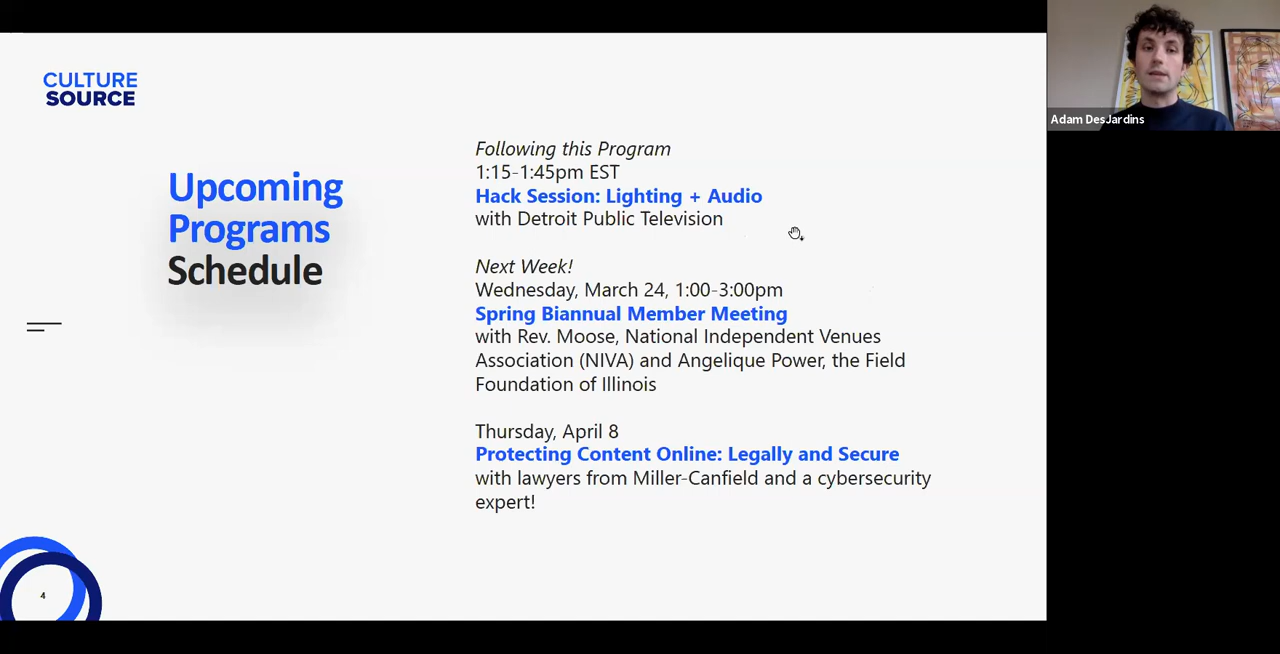 CULTURE
SOURCE
Upcoming
Programs
Schedule
Following this Program
1:15-1:45pm EST
Hack Session: Lighting + Audio
with Detroit Public Television
Next Week!
Wednesday, March 24, 1:00-3:00pm
Spring Biannual Member Meeting
with Rev. Moose, National Independent Venues
Association (NIVA) and Angelique Power, the Field
Foundation of Illinois
Thursday, April 8
Protecting Content Online: Legally and Secure
with lawyers from Miller-Canfield and a cybersecurity
expert!
4
Adam DesJardins